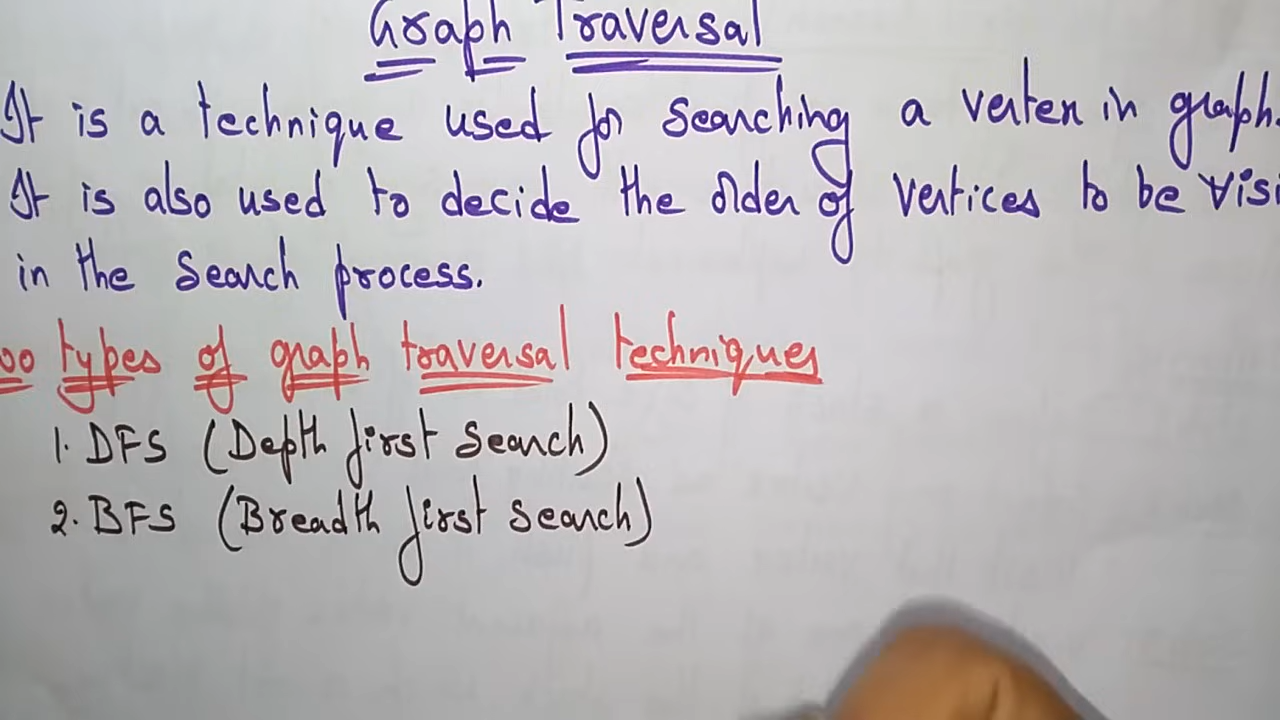 Graph Traversal
It is a technique used for searching a vertex in graph.
It is also used to decide the order of vertices to be visi
in the search process.
oo types of graph traversal techniques
1. DFS (Depth first search)
2. BFS (Breadth first search)